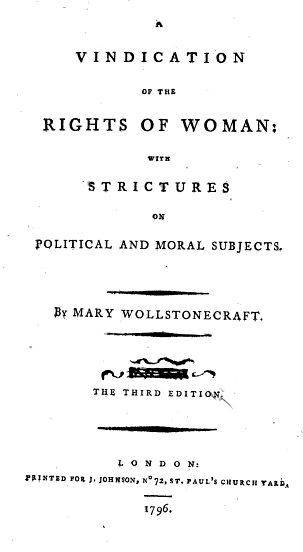 A
VINDICATION
OF THE
RIGHTS OF WOMAN:
WITH
STRICTURES
ON
POLITICAL AND MORAL SUBJECTS.
By MARY WOLLSTONECRAFT.
THE THIRD EDITION.
LONDON:
PRINTED FOR J. JOHNSON, Nº 72, ST. PAUL'S CHURCH YARD,
1796.